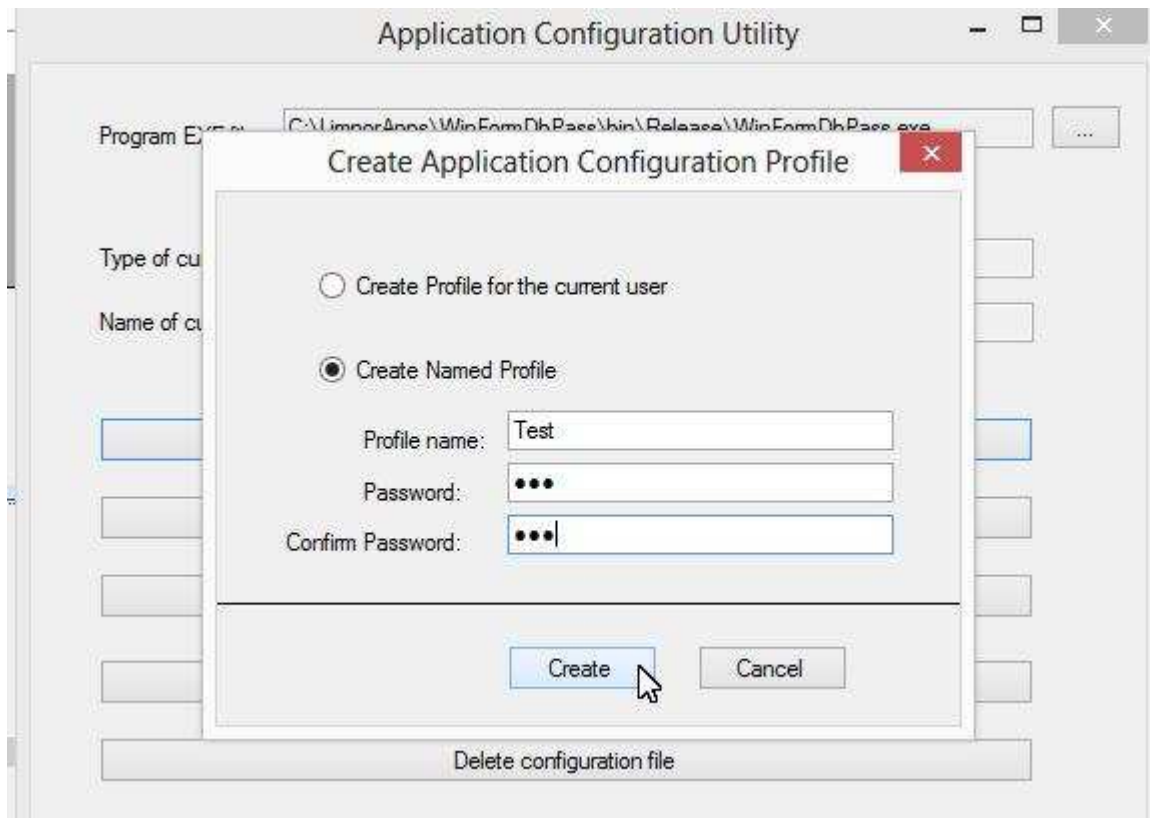 Application Configuration Utility
Program EXE
C:\LimnorApps\WinFormDbPass\bin\Release\WinFormDbPass.exe
...
Create Application Configuration Profile
Type of cu
Create Profile for the current user
Name of cu
Create Named Profile
Profile name:
Test
Password:
Confirm Password:
Create
Cancel
Delete configuration file